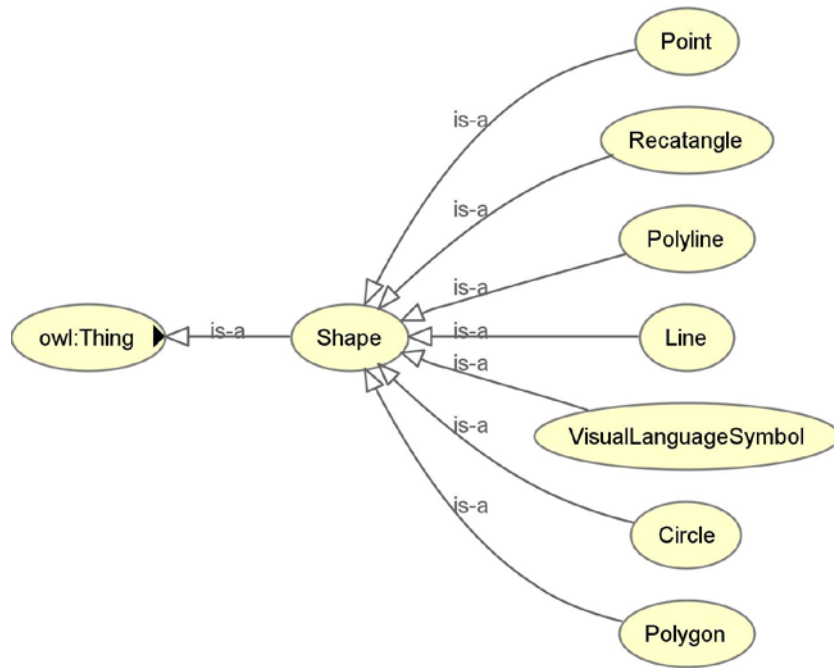 Point
is-a
Recatangle
is-a
Polyline
is-a
owl:Thing
is-a
Shape
is-a
Line
is-a
VisualLanguageSymbol
is-a
Circle
is-a
Polygon